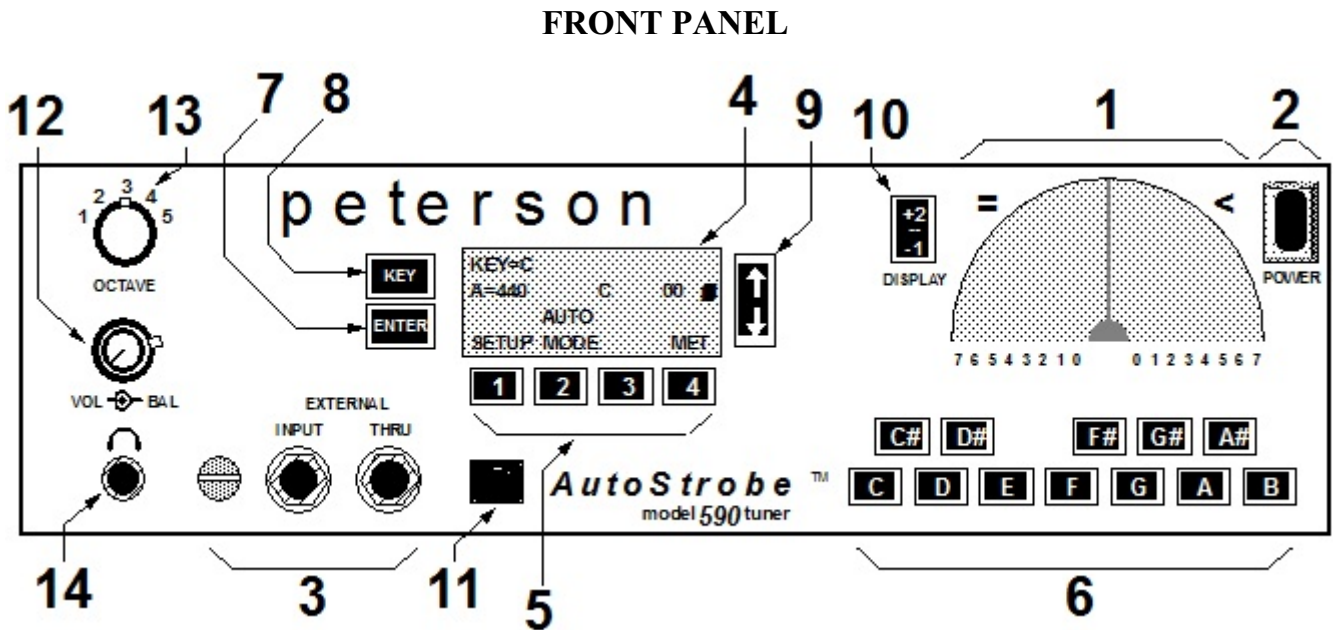 FRONT PANEL
12 13 7 8 4 9 10 1 2
peterson
1 2 3 4 5
OCTAVE
KEY
ENTER
KEY=C
A=440 C 00
AUTO
SETUP MODE MET
1 2 3 4
+2
--
-1
DISPLAY
= <
7 6 5 4 3 2 1 0 0 1 2 3 4 5 6 7
POWER
VOL BAL
EXTERNAL
INPUT THRU
C# D# F# G# A#
C D E F G A B
AutoStrobe ™
model 590 tuner
14 3 11 5 6